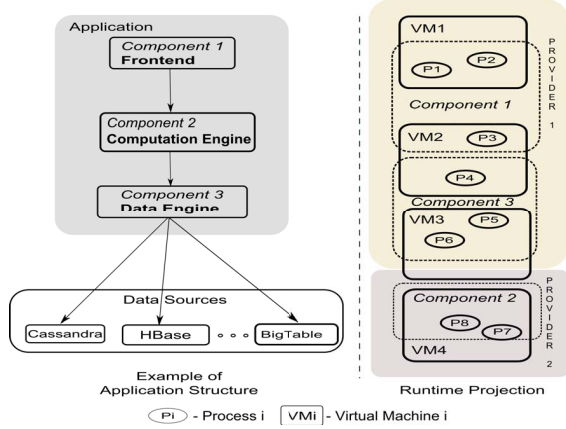 Application
Component 1
Frontend
Component 2
Computation Engine
Component 3
Data Engine
Data Sources
Cassandra
HBase
BigTable
Example of
Application Structure
VM1
P1
P2
Component 1
VM2
P3
P4
Component 3
VM3
P5
P6
PROVIDER 1
Component 2
P8
P7
VM4
PROVIDER 2
Runtime Projection
Pi - Process i
VMi - Virtual Machine i